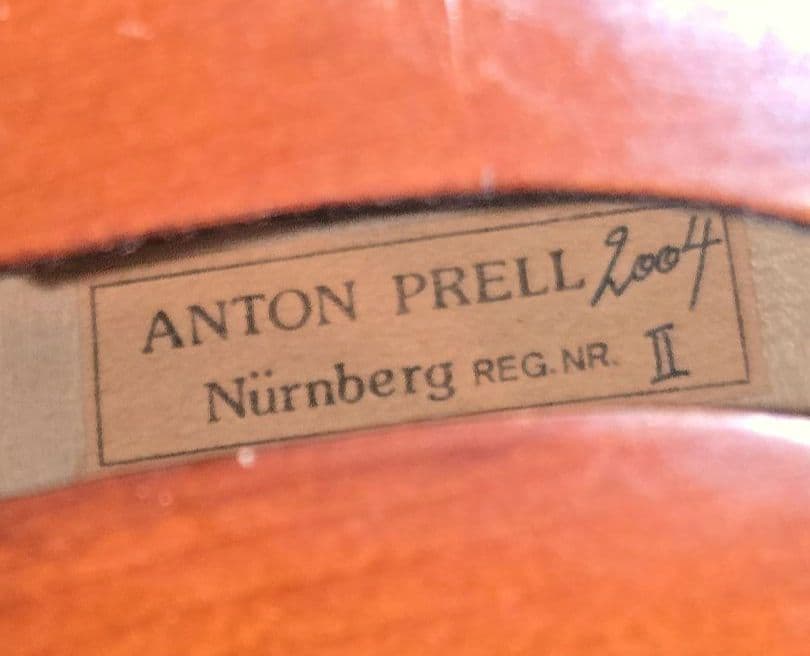 ANTON PRELL 2004
Nürnberg REG. NR. II